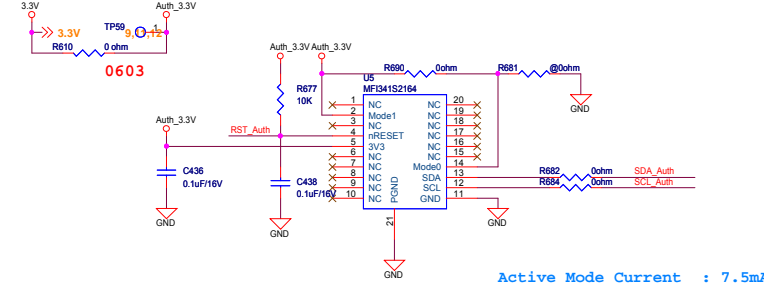 3.3V
Auth_3.3V
3.3V
TP59
9,11,12
1
R610
0 ohm
0603
Auth_3.3V
Auth_3.3V
R690
0ohm
R681
@0ohm
U5
MFI341S2164
R677
10K
GND
Auth_3.3V
RST_Auth
1 NC NC 20
2 Mode1 NC 19
3 NC NC 18
4 nRESET NC 17
5 3V3 NC 16
6 NC NC 15
7 NC Mode0 14
8 NC SDA 13
9 NC SCL 12
10 NC GND 11
PGND
21
R682
0ohm
SDA_Auth
R684
0ohm
SCL_Auth
C436
0.1uF/16V
C438
0.1uF/16V
GND
GND
GND
GND
Active Mode Current : 7.5mA